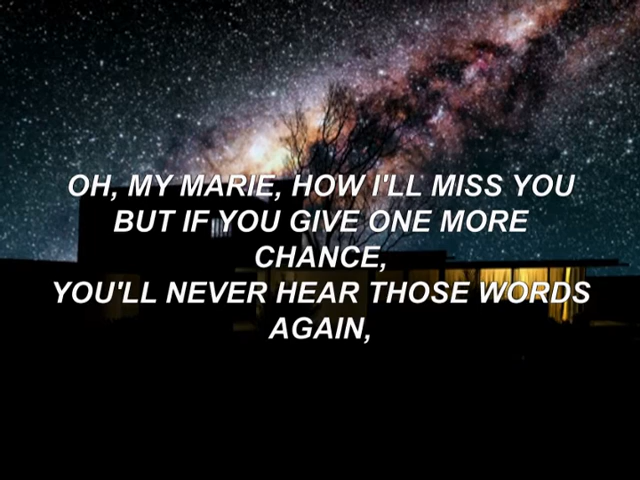 OH, MY MARIE, HOW I'LL MISS YOU
BUT IF YOU GIVE ONE MORE
CHANCE,
YOU'LL NEVER HEAR THOSE WORDS
AGAIN,